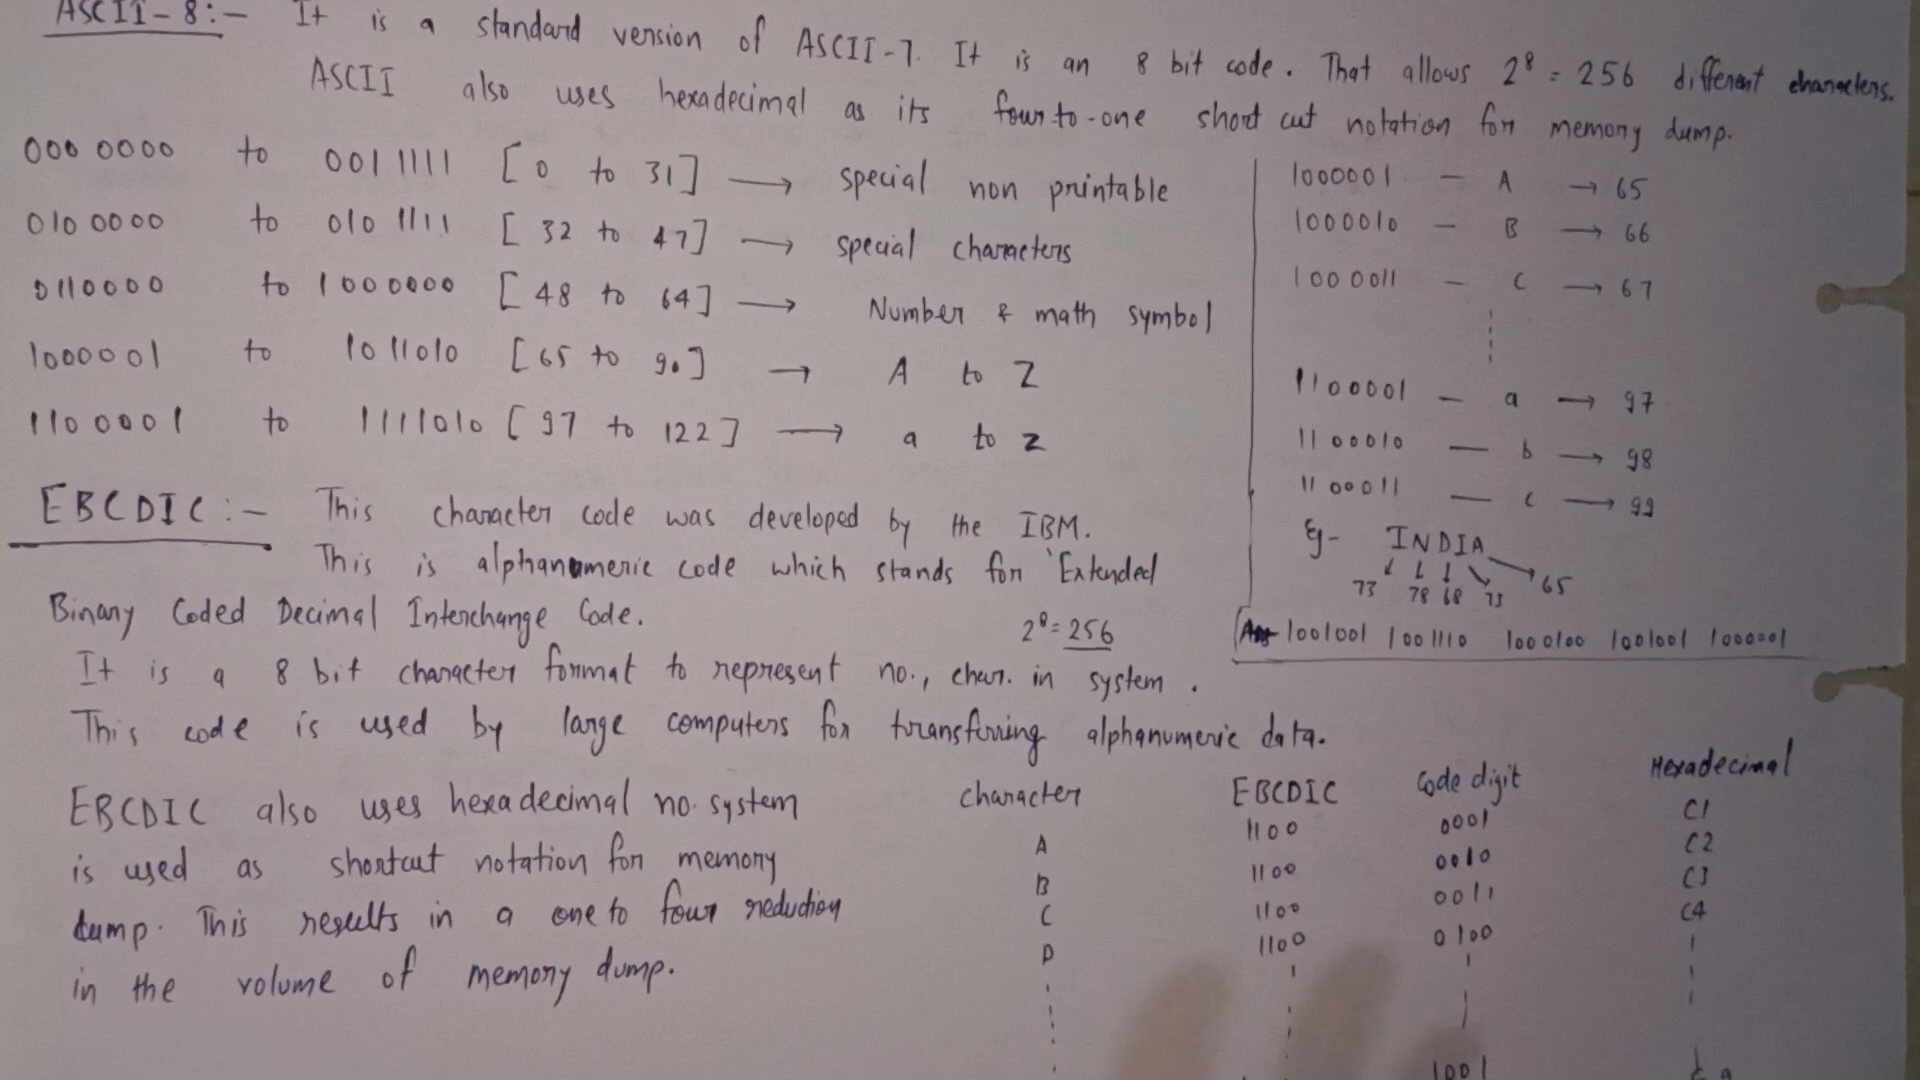 ASCII-8:- It is a standard version of ASCII-7. It is an 8 bit code. That allows 2⁸ = 256 different characters.
ASCII also uses hexadecimal as its four-to-one short cut notation for memory dump.
000 0000 to 001 1111 [0 to 31] → special non printable
010 0000 to 010 1111 [32 to 47] → special characters
0110000 to 1000000 [48 to 64] → Number & math symbol
1000001 to 1011010 [65 to 90] → A to Z
1100001 to 1111010 [97 to 122] → a to z
1000001 - A → 65
1000010 - B → 66
1000011 - C → 67
1100001 - a → 97
1100010 - b → 98
1100011 - c → 99
Eg- INDIA
73 78 68 73 65
Ans 1001001 1001110 1000100 1001001 1000001
EBCDIC:- This character code was developed by the IBM.
This is alphanumeric code which stands for 'Extended
Binary Coded Decimal Interchange Code.
2⁸=256
It is a 8 bit character format to represent no., char. in system.
This code is used by large computers for transferring alphanumeric data.
EBCDIC also uses hexadecimal no. system
is used as shortcut notation for memory
dump. This results in a one to four reduction
in the volume of memory dump.
character EBCDIC Code digit Hexadecimal
A 1100 0001 C1
B 1100 0010 C2
C 1100 0011 C3
D 1100 0100 C4
1001